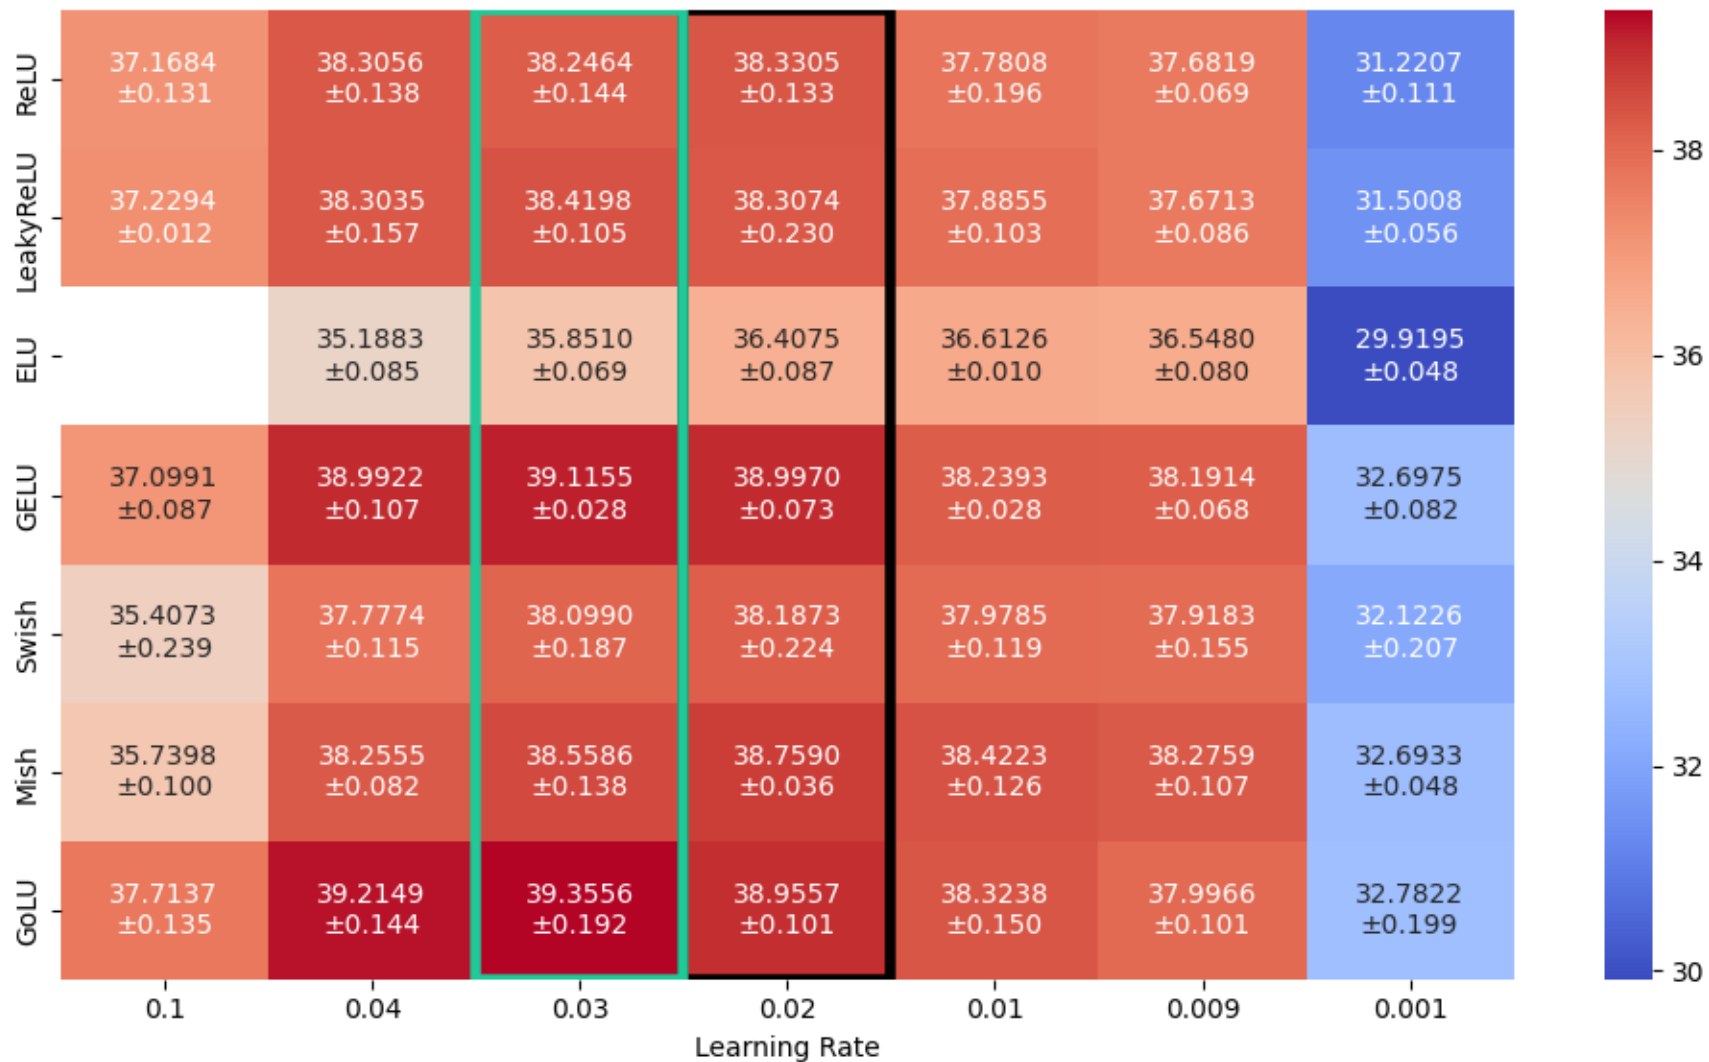 ReLU
37.1684 38.3056 38.2464 38.3305 37.7808 37.6819 31.2207
±0.131 ±0.138 ±0.144 ±0.133 ±0.196 ±0.069 ±0.111
LeakyReLU
37.2294 38.3035 38.4198 38.3074 37.8855 37.6713 31.5008
±0.012 ±0.157 ±0.105 ±0.230 ±0.103 ±0.086 ±0.056
ELU
35.1883 35.8510 36.4075 36.6126 36.5480 29.9195
±0.085 ±0.069 ±0.087 ±0.010 ±0.080 ±0.048
GELU
37.0991 38.9922 39.1155 38.9970 38.2393 38.1914 32.6975
±0.087 ±0.107 ±0.028 ±0.073 ±0.028 ±0.068 ±0.082
Swish
35.4073 37.7774 38.0990 38.1873 37.9785 37.9183 32.1226
±0.239 ±0.115 ±0.187 ±0.224 ±0.119 ±0.155 ±0.207
Mish
35.7398 38.2555 38.5586 38.7590 38.4223 38.2759 32.6933
±0.100 ±0.082 ±0.138 ±0.036 ±0.126 ±0.107 ±0.048
GoLU
37.7137 39.2149 39.3556 38.9557 38.3238 37.9966 32.7822
±0.135 ±0.144 ±0.192 ±0.101 ±0.150 ±0.101 ±0.199
0.1 0.04 0.03 0.02 0.01 0.009 0.001
Learning Rate
38
36
34
32
30